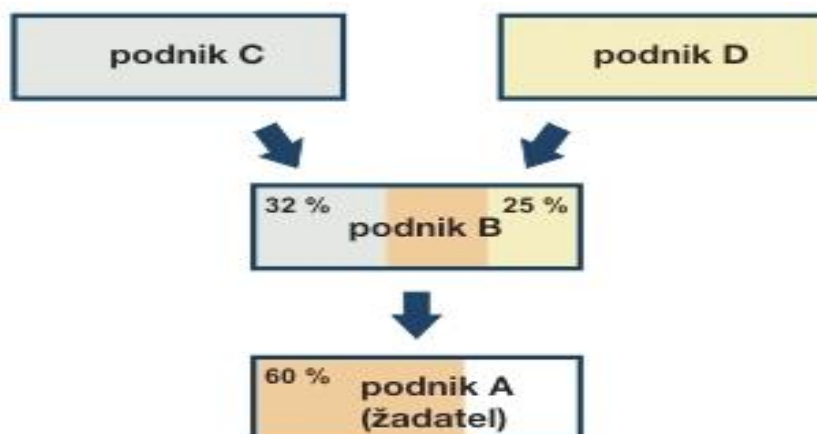 podnik C
podnik D
32 %
25 %
podnik B
60 %
podnik A
(žadatel)